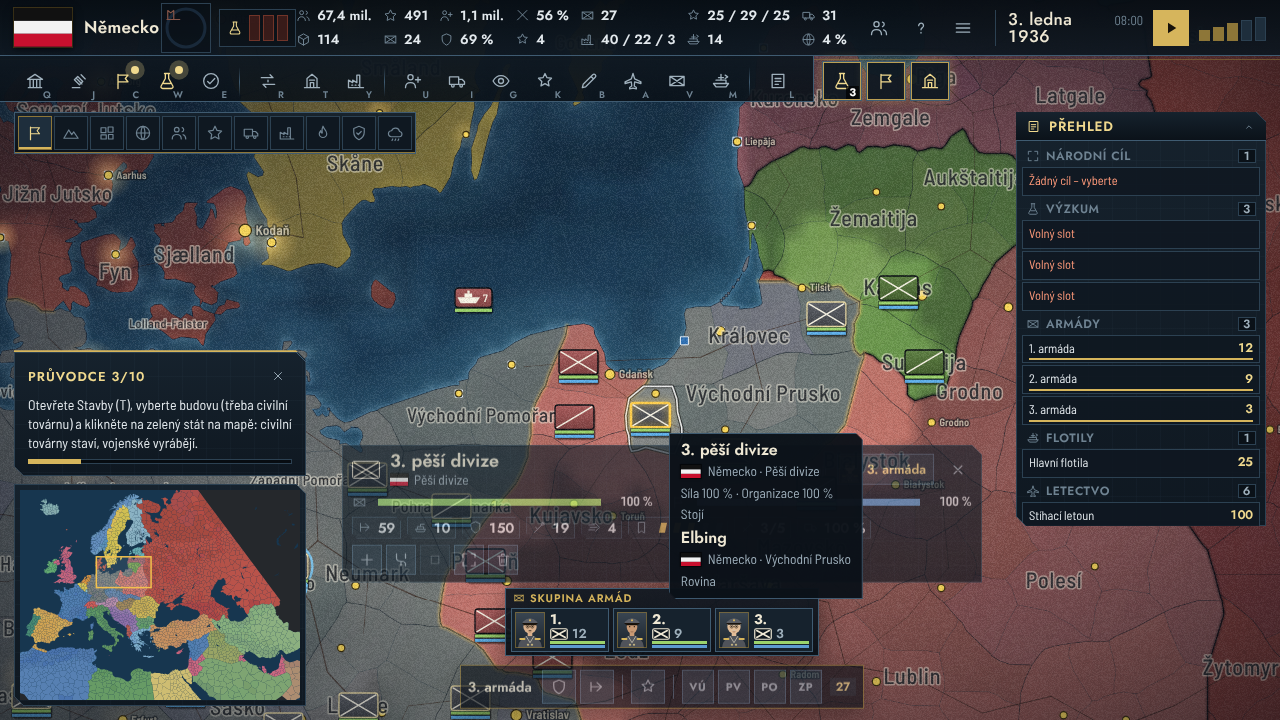 Německo
67,4 mil.
491
1,1 mil.
56 %
27
25 / 29 / 25
31
114
24
69 %
4
40 / 22 / 3
14
4 %
3. ledna
1936
08:00
Q
J
C
W
E
R
T
Y
U
I
G
K
B
A
V
M
L
3
Zemgale
Latgale
Liepāja
Skåne
Aarhus
Jižní Jutsko
Kodaň
Sjælland
Fyn
Lolland-Falster
7
Aukštaitij
Žemaitija
Tilsit
Královec
Gdaňsk
Východní Prusko
Východní Pomořan
Grodno
Grodno
PŘEHLED
NÁRODNÍ CÍL
1
Žádný cíl – vyberte
VÝZKUM
3
Volný slot
Volný slot
Volný slot
ARMÁDY
3
1. armáda
12
2. armáda
9
3. armáda
3
FLOTILY
1
Hlavní flotila
25
LETECTVO
6
Stíhací letoun
100
PRŮVODCE 3/10
Otevřete Stavby (T), vyberte budovu (třeba civilní
továrnu) a klikněte na zelený stát na mapě: civilní
továrny staví, vojenské vyrábějí.
3. pěší divize
Pěší divize
3. armáda
Białystok
100 %
100 %
Kujavsko
Toruň
59
10
150
19
4
3. pěší divize
Německo · Pěší divize
Síla 100 % · Organizace 100 %
Stojí
Elbing
Německo · Východní Prusko
Rovina
Neumark
Polesí
SKUPINA ARMÁD
1.
12
2.
9
3.
3
3. armáda
VÚ
PV
PO
ZP
27
Radom
Lublin
Žytomyr
Sasko
Erfurt
Vratislav